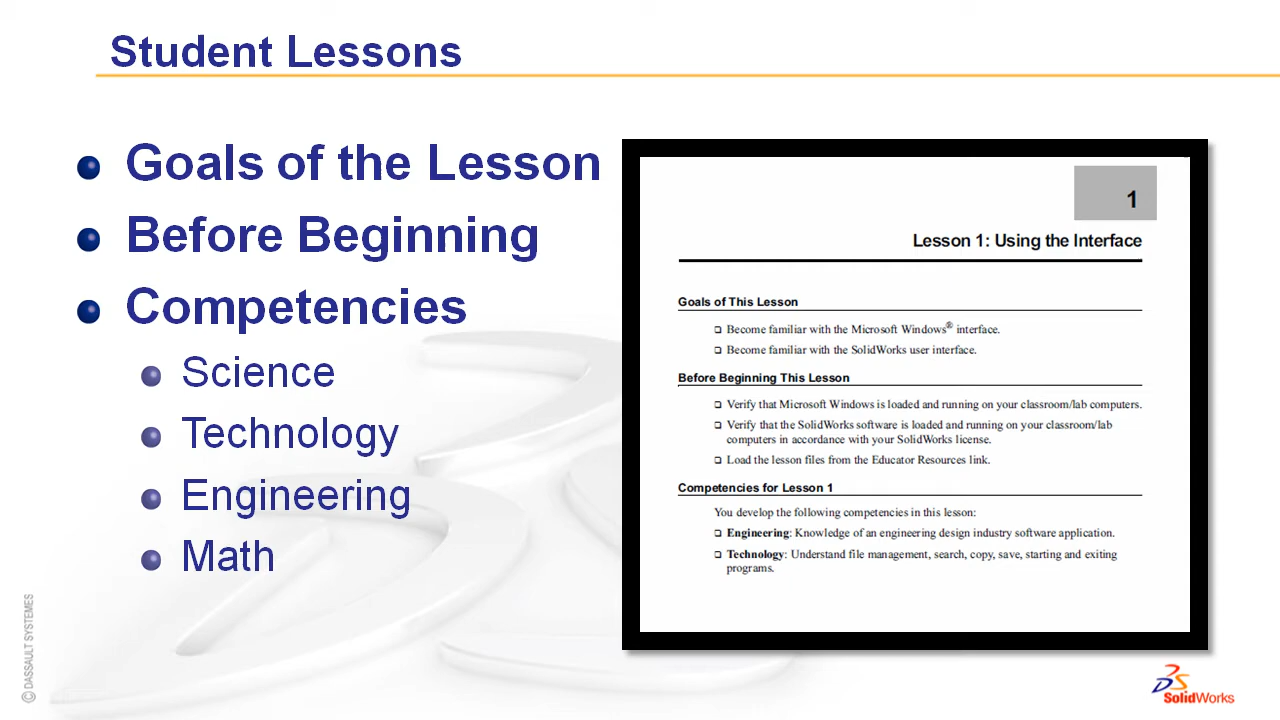 Student Lessons
Goals of the Lesson
Before Beginning
Competencies
Science
Technology
Engineering
Math
1
Lesson 1: Using the Interface
Goals of This Lesson
❑ Become familiar with the Microsoft Windows® interface.
❑ Become familiar with the SolidWorks user interface.
Before Beginning This Lesson
❑ Verify that Microsoft Windows is loaded and running on your classroom/lab computers.
❑ Verify that the SolidWorks software is loaded and running on your classroom/lab
computers in accordance with your SolidWorks license.
❑ Load the lesson files from the Educator Resources link.
Competencies for Lesson 1
You develop the following competencies in this lesson:
❑ Engineering: Knowledge of an engineering design industry software application.
❑ Technology: Understand file management, search, copy, save, starting and exiting
programs.
© DASSAULT SYSTEMES
SolidWorks